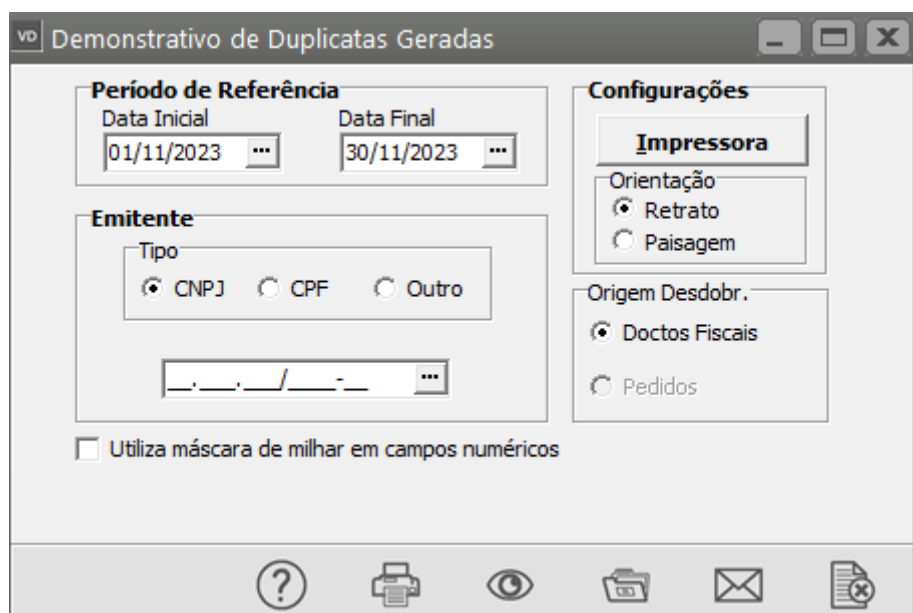 VD Demonstrativo de Duplicatas Geradas
Período de Referência
Data Inicial
Data Final
01/11/2023 ...
30/11/2023 ...
Emitente
Tipo
CNPJ
CPF
Outro
__.___.___/____-__ ...
Utiliza máscara de milhar em campos numéricos
Configurações
Impressora
Orientação
Retrato
Paisagem
Origem Desdobr.
Doctos Fiscais
Pedidos
?